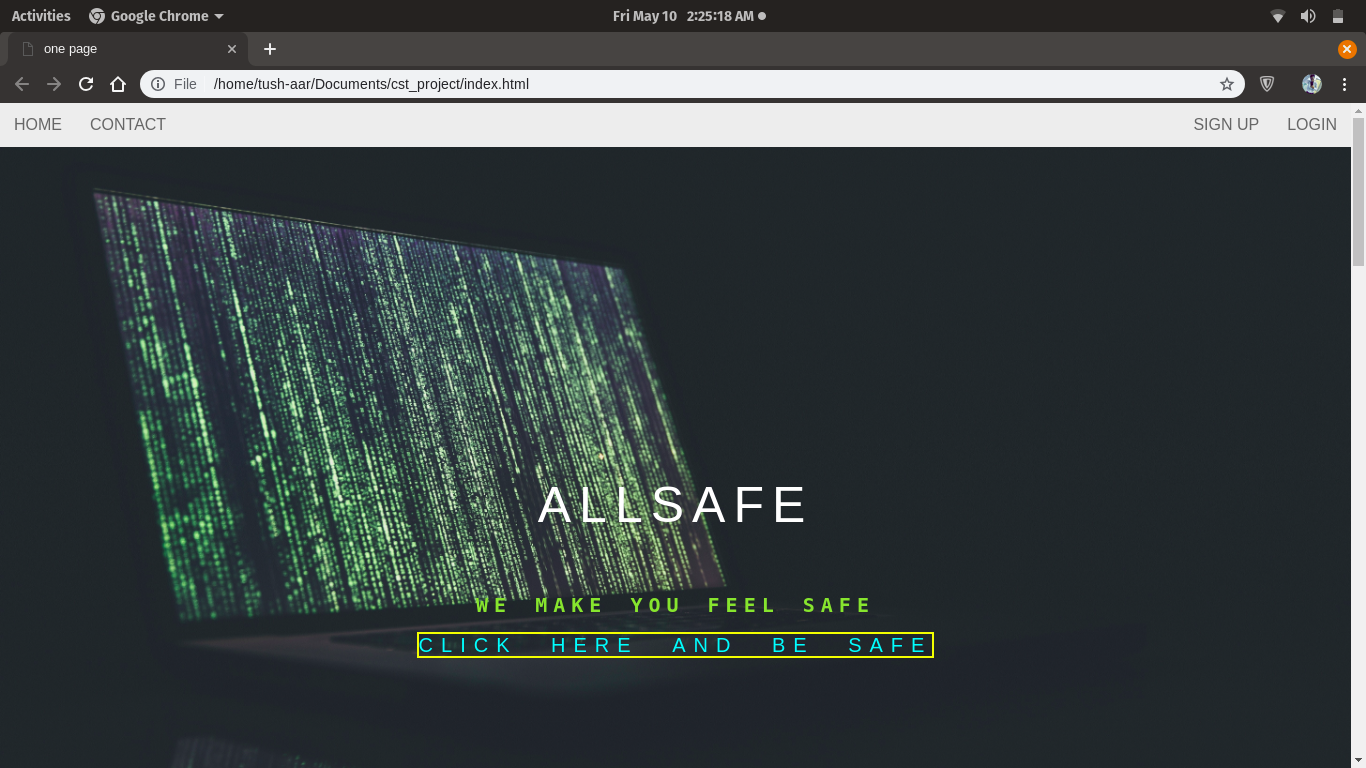 Activities Google Chrome Fri May 10 2:25:18 AM
one page
File /home/tush-aar/Documents/cst_project/index.html
HOME CONTACT SIGN UP LOGIN
ALLSAFE
WE MAKE YOU FEEL SAFE
CLICK HERE AND BE SAFE